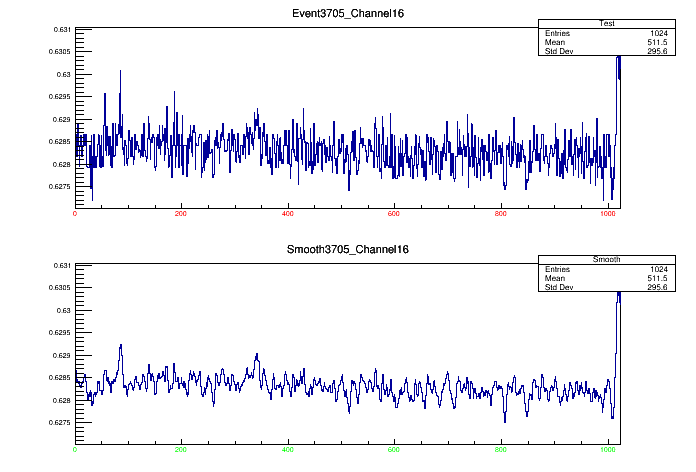 Event3705_Channel16
Test
Entries 1024
Mean 511.5
Std Dev 295.6
0.631
0.6305
0.63
0.6295
0.629
0.6285
0.628
0.6275
0 200 400 600 800 1000
Smooth3705_Channel16
Smooth
Entries 1024
Mean 511.5
Std Dev 295.6
0.631
0.6305
0.63
0.6295
0.629
0.6285
0.628
0.6275
0 200 400 600 800 1000